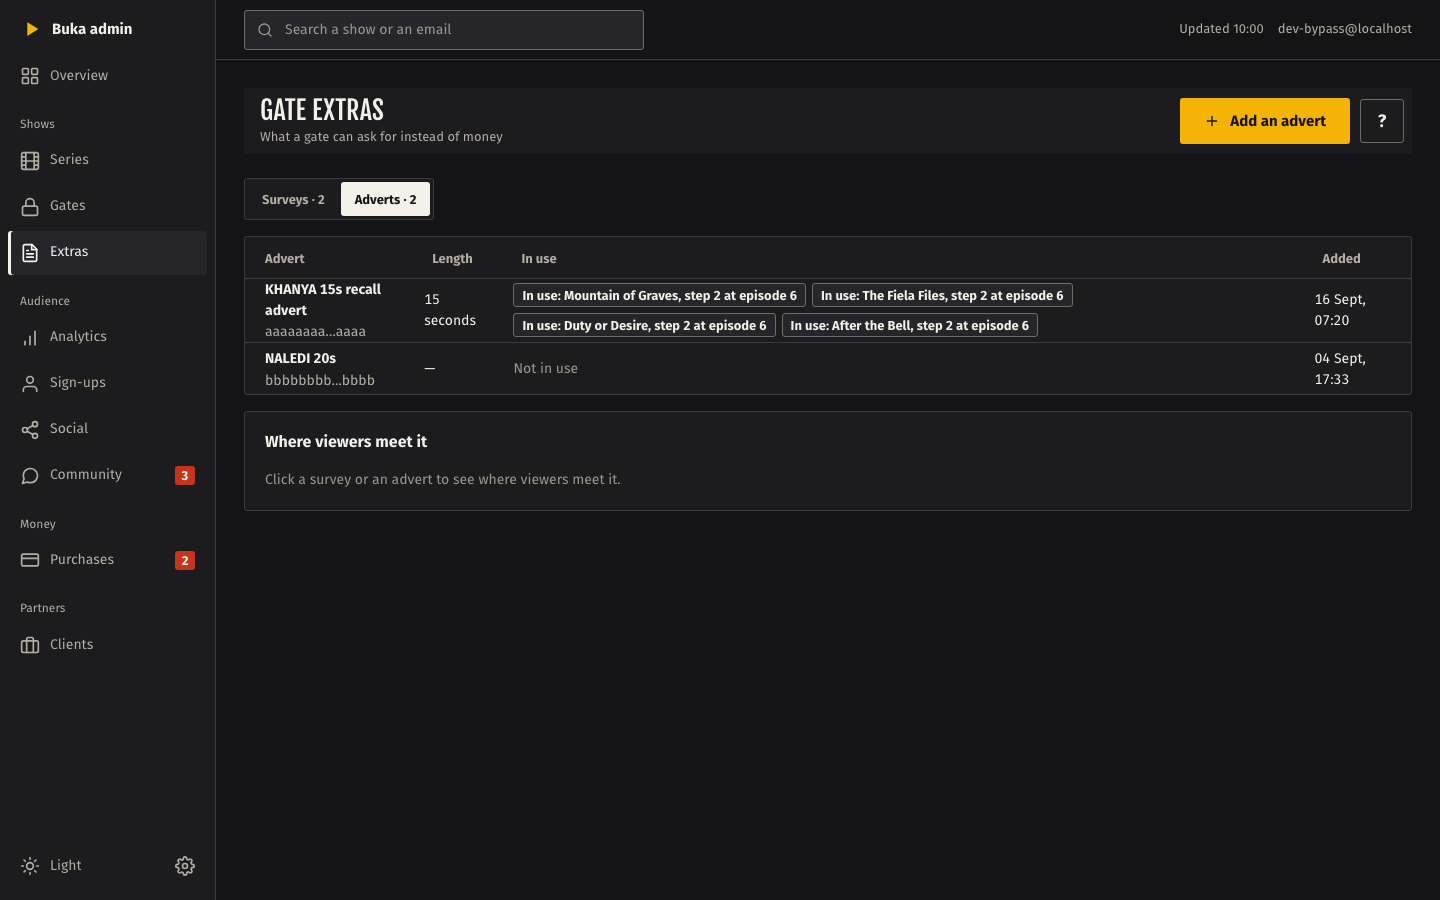 Buka admin
Search a show or an email
Updated 10:00 dev-bypass@localhost
Overview
Shows
Series
Gates
Extras
Audience
Analytics
Sign-ups
Social
Community 3
Money
Purchases 2
Partners
Clients
Light
GATE EXTRAS
What a gate can ask for instead of money
Add an advert
?
Surveys · 2 Adverts · 2
Advert Length In use Added
KHANYA 15s recall advert
aaaaaaaa…aaaa
15 seconds
In use: Mountain of Graves, step 2 at episode 6
In use: The Fiela Files, step 2 at episode 6
In use: Duty or Desire, step 2 at episode 6
In use: After the Bell, step 2 at episode 6
16 Sept, 07:20
NALEDI 20s
bbbbbbbb…bbbb
—
Not in use
04 Sept, 17:33
Where viewers meet it
Click a survey or an advert to see where viewers meet it.